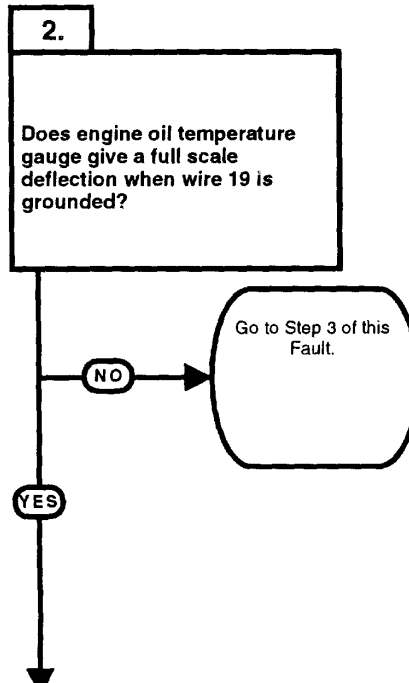 2.
Does engine oil temperature
gauge give a full scale
deflection when wire 19 is
grounded?
Go to Step 3 of this
Fault.
NO
YES